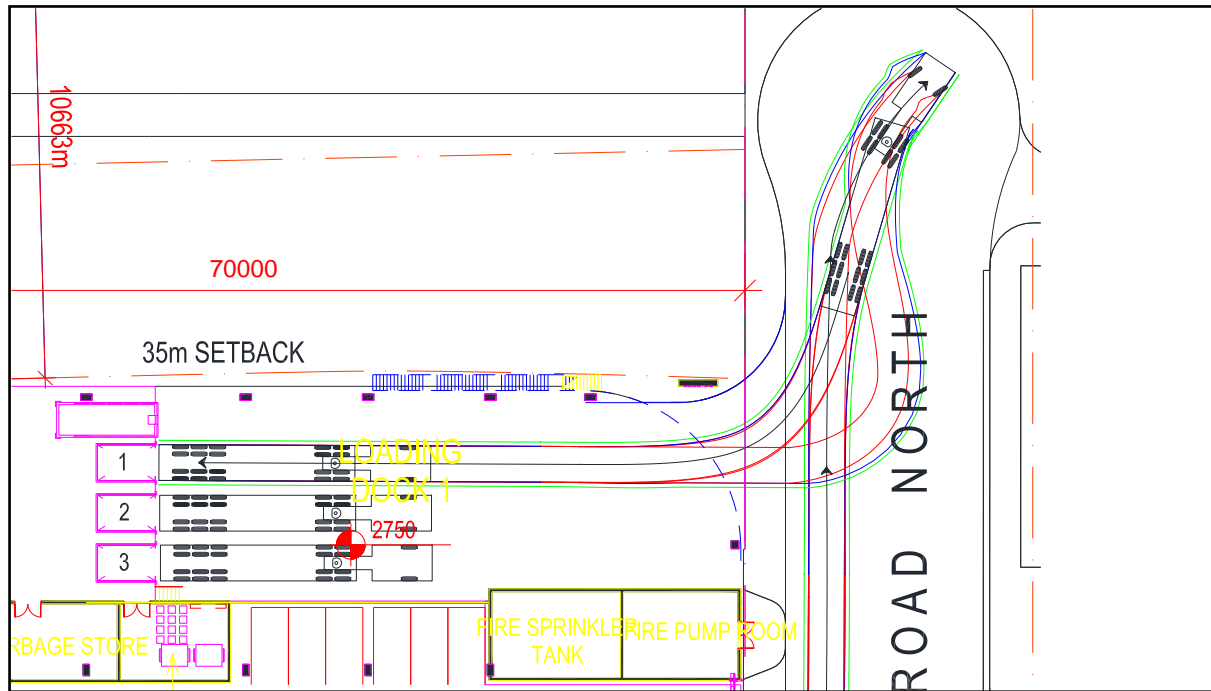 10663m
70000
35m SETBACK
LOADING
DOCK 1
1
2
3
2750
RBAGE STORE
FIRE SPRINKLER
TANK
FIRE PUMP ROOM
ROAD NORTH